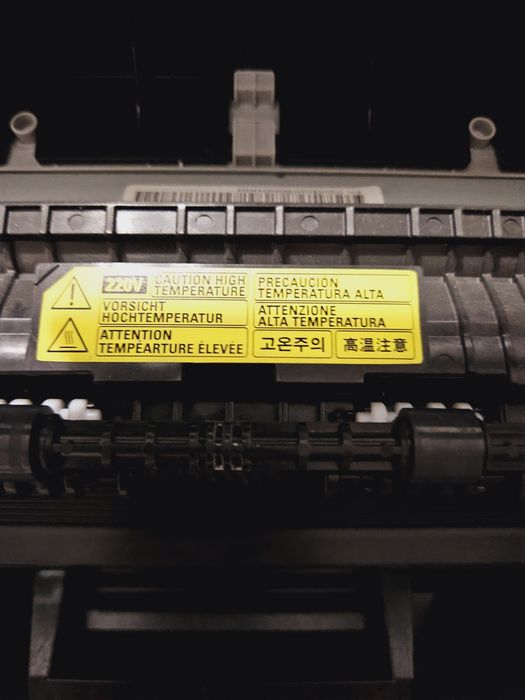 220V CAUTION HIGH
TEMPERATURE
VORSICHT
HOCHTEMPERATUR
ATTENTION
TEMPÉARTURE ÉLEVÉE
PRECAUCION
TEMPERATURA ALTA
ATTENZIONE
ALTA TEMPERATURA
고온주의
高温注意